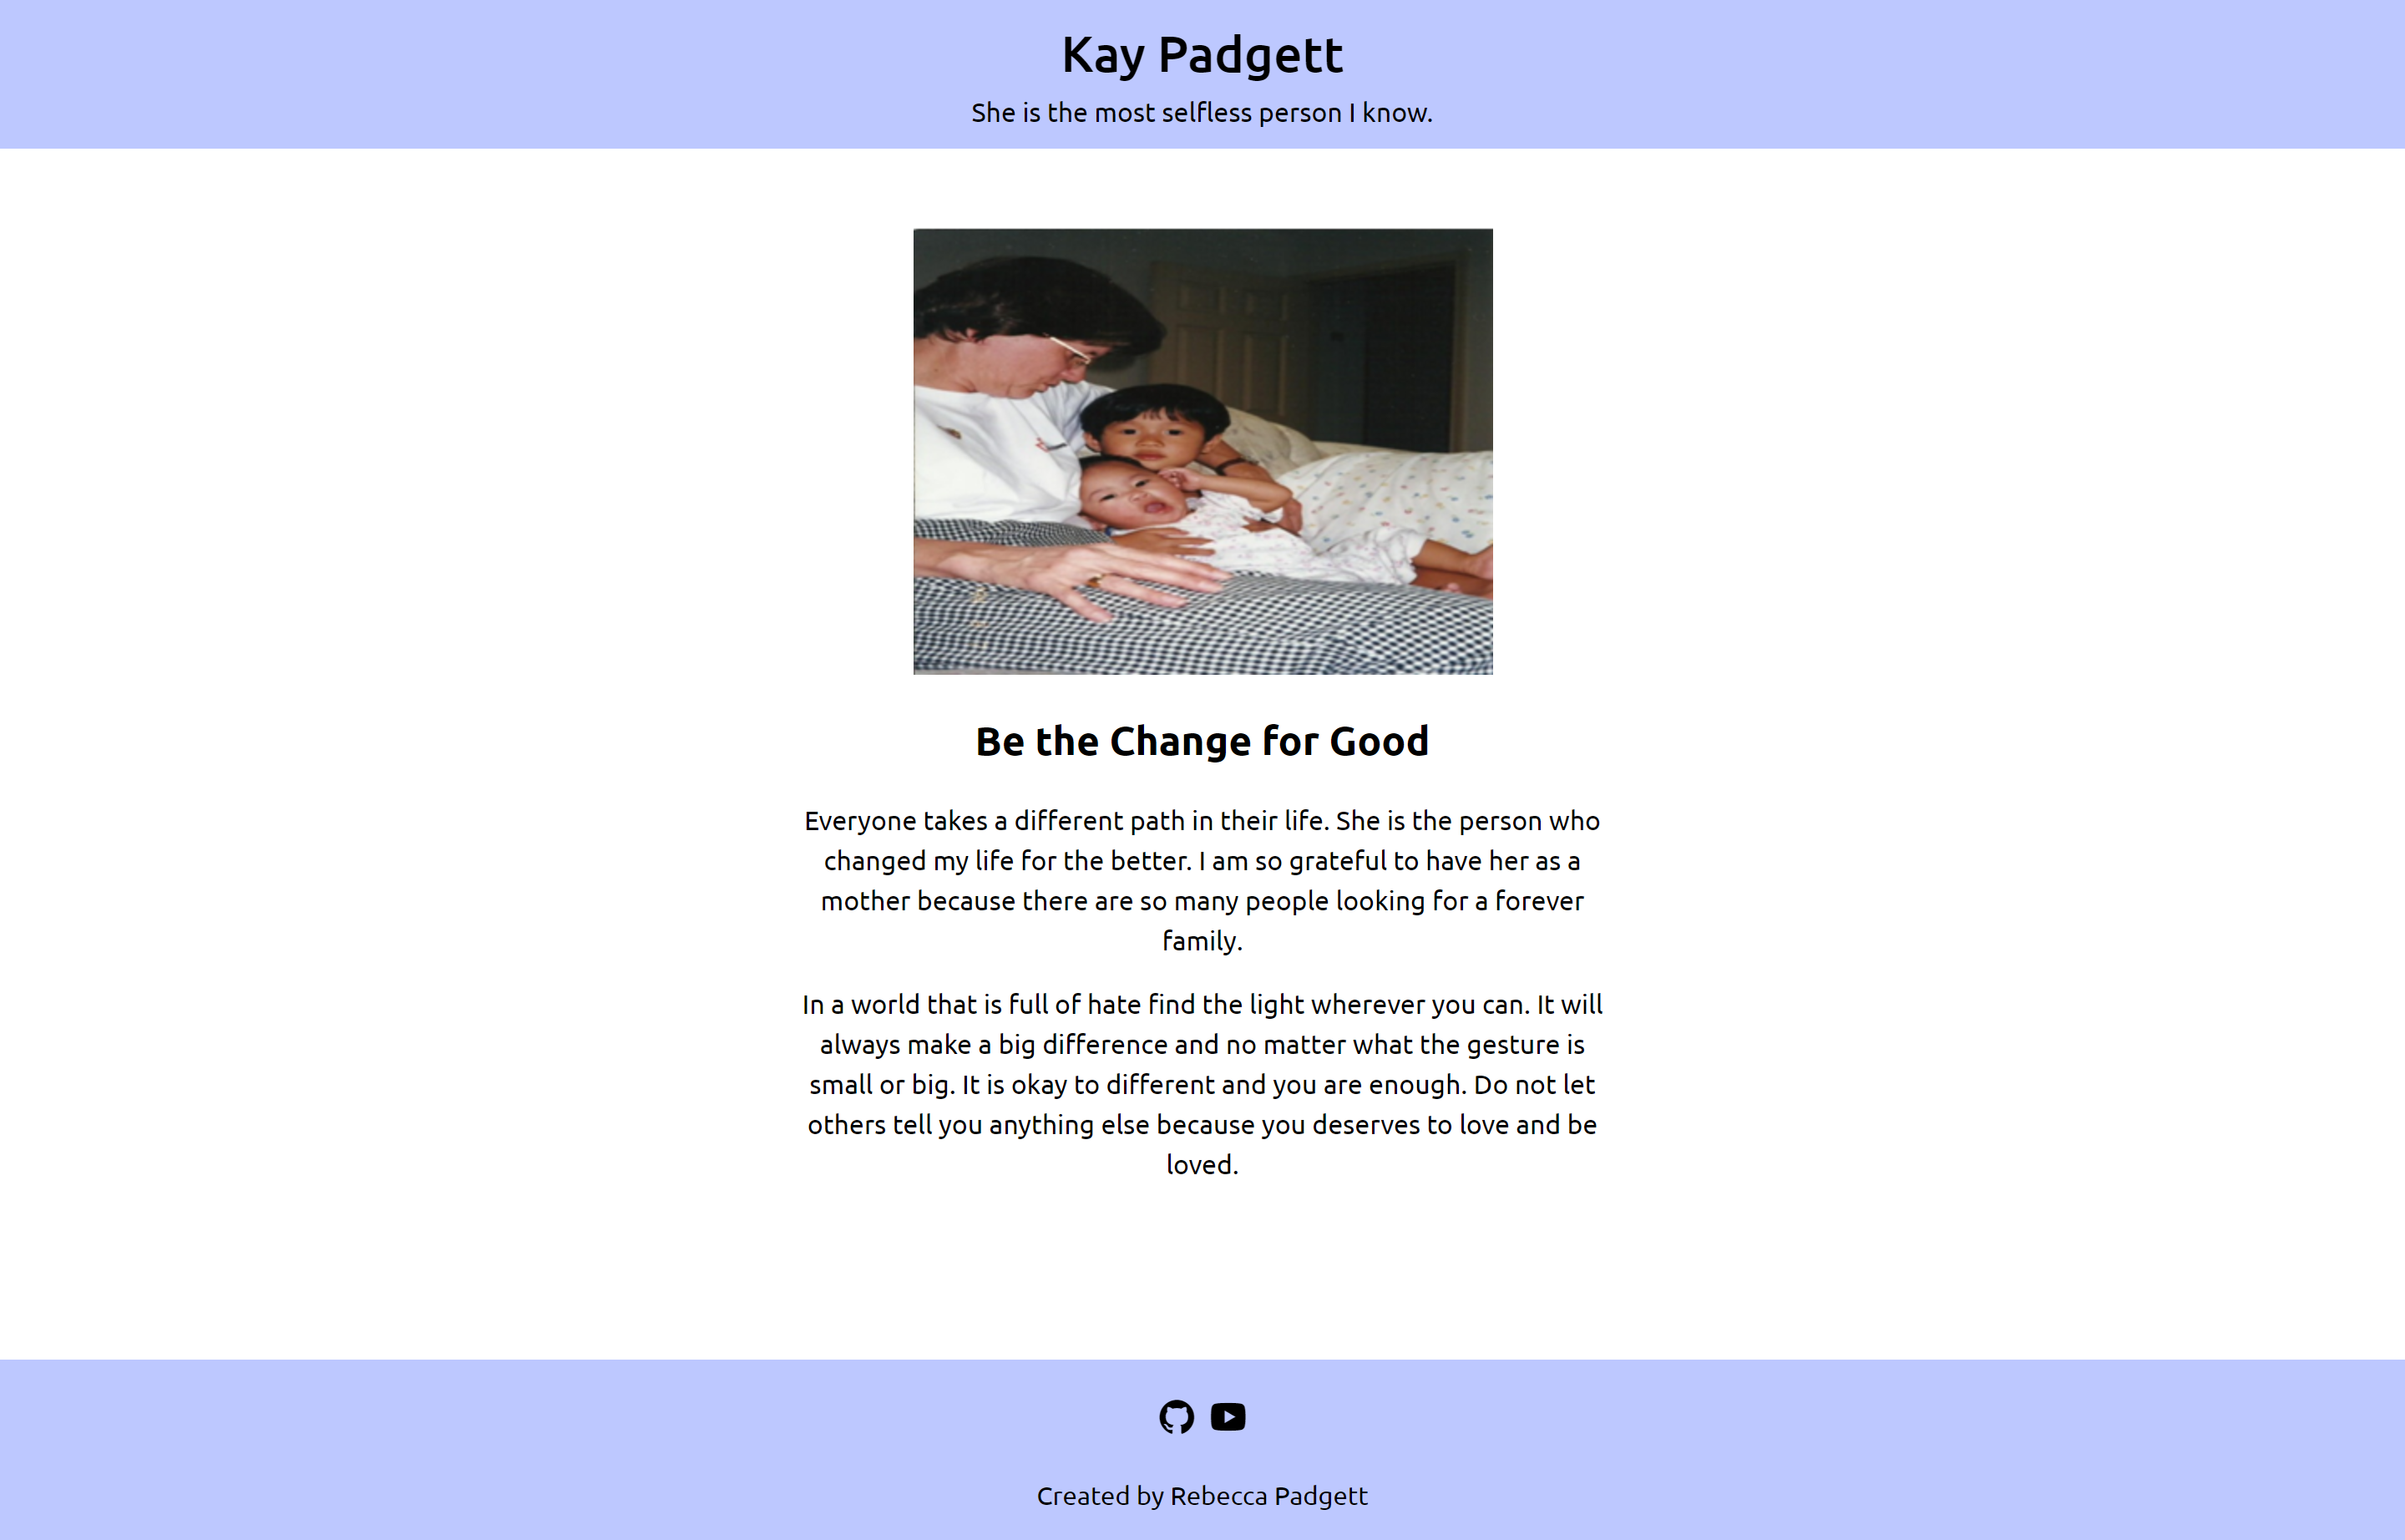 Kay Padgett
She is the most selfless person I know.
Be the Change for Good
Everyone takes a different path in their life. She is the person who
changed my life for the better. I am so grateful to have her as a
mother because there are so many people looking for a forever
family.
In a world that is full of hate find the light wherever you can. It will
always make a big difference and no matter what the gesture is
small or big. It is okay to different and you are enough. Do not let
others tell you anything else because you deserves to love and be
loved.
Created by Rebecca Padgett